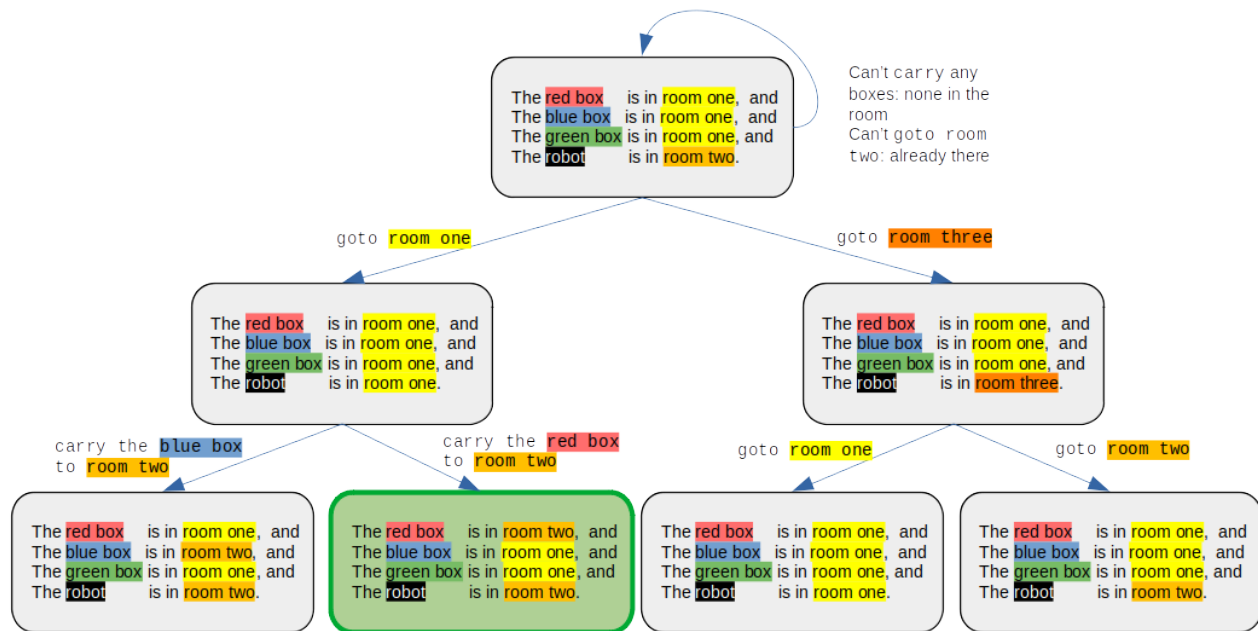 The red box is in room one, and
The blue box is in room one, and
The green box is in room one, and
The robot is in room two.
Can't carry any
boxes: none in the
room
Can't goto room
two: already there
goto room one
goto room three
The red box is in room one, and
The blue box is in room one, and
The green box is in room one, and
The robot is in room one.
The red box is in room one, and
The blue box is in room one, and
The green box is in room one, and
The robot is in room three.
carry the blue box
to room two
carry the red box
to room two
goto room one
goto room two
The red box is in room one, and
The blue box is in room two, and
The green box is in room one, and
The robot is in room two.
The red box is in room two, and
The blue box is in room one, and
The green box is in room one, and
The robot is in room two.
The red box is in room one, and
The blue box is in room one, and
The green box is in room one, and
The robot is in room one.
The red box is in room one, and
The blue box is in room one, and
The green box is in room one, and
The robot is in room two.